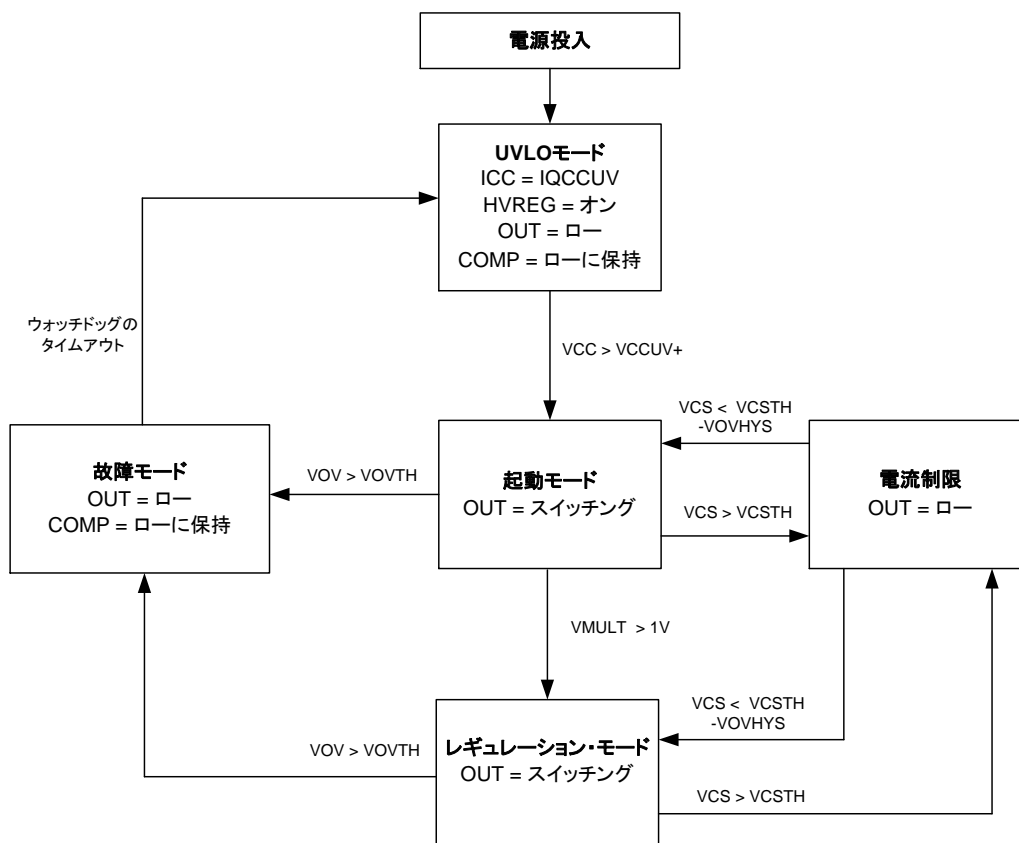 電源投入
UVLOモード
ICC = IQCCUV
HVREG = オン
OUT = ロー
COMP = ローに保持
ウォッチドッグの
タイムアウト
VCC > VCCUV+
VCS < VCSTH
-VOVHYS
故障モード
OUT = ロー
COMP = ローに保持
VOV > VOVTH
起動モード
OUT = スイッチング
VCS > VCSTH
電流制限
OUT = ロー
VMULT > 1V
VCS < VCSTH
-VOVHYS
VOV > VOVTH
レギュレーション・モード
OUT = スイッチング
VCS > VCSTH